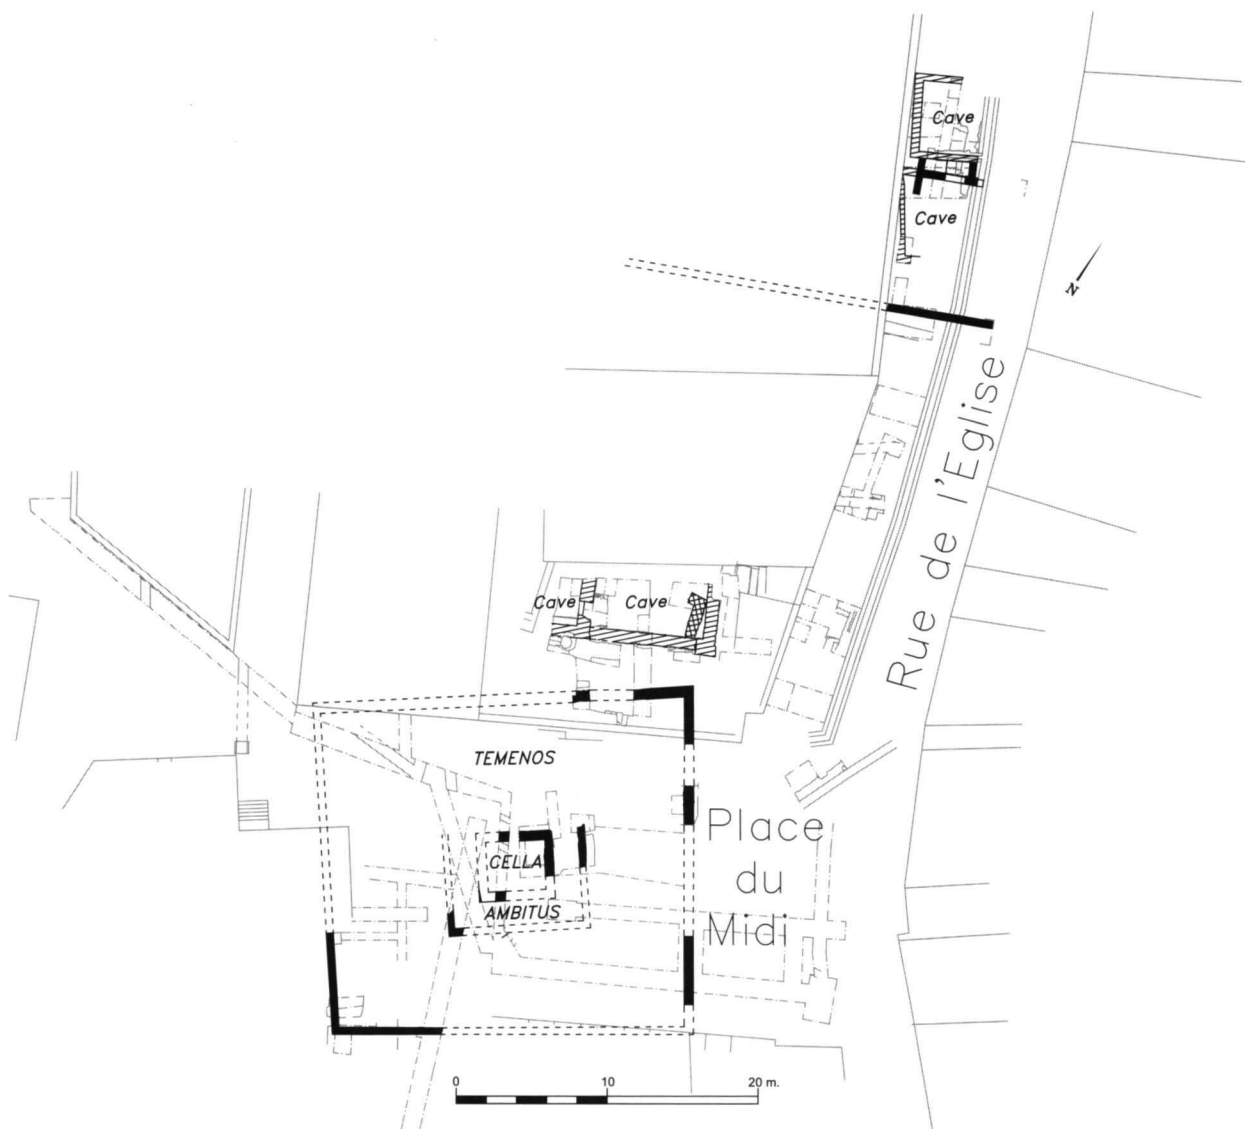 Cave
Cave
N
Rue de l'Eglise
Cave
Cave
TEMENOS
Place
du
Midi
CELLA
AMBITUS
0 10 20 m.